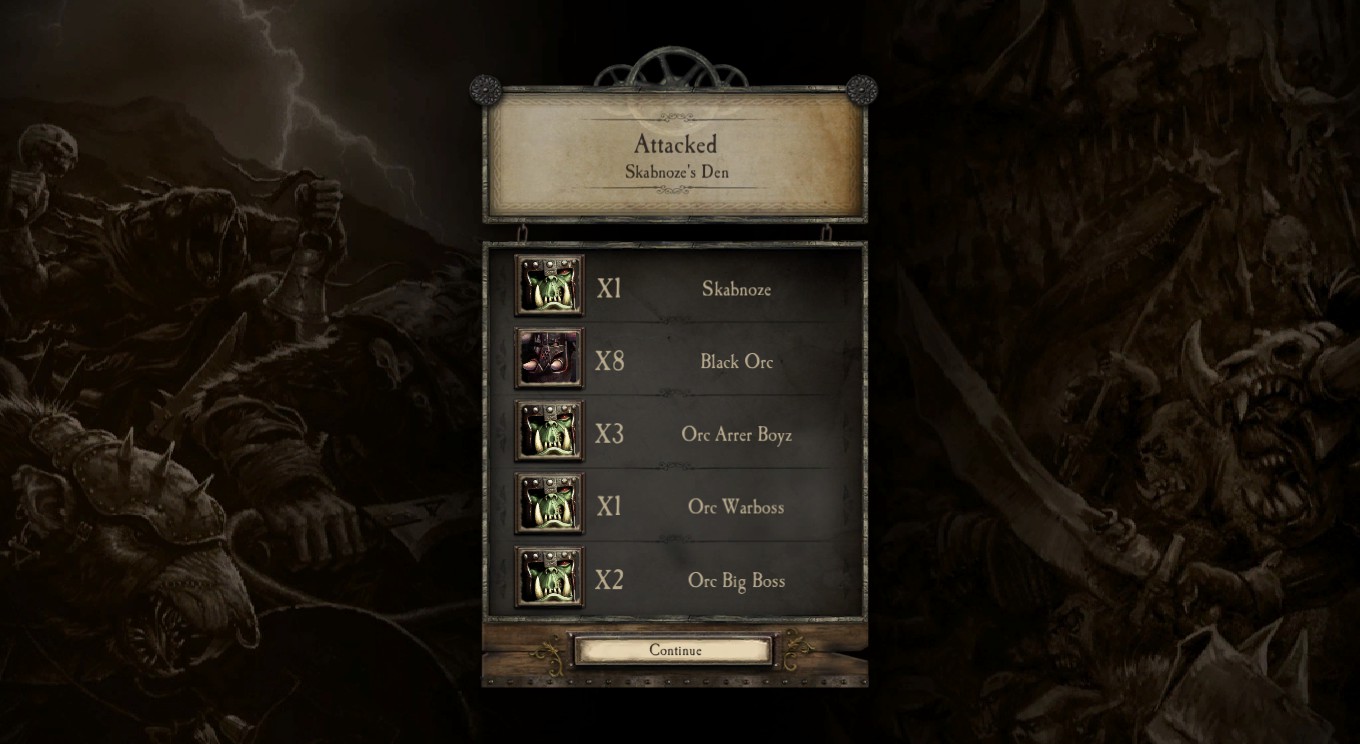 Attacked
Skabnoze's Den
X1 Skabnoze
X8 Black Orc
X3 Orc Arrer Boyz
X1 Orc Warboss
X2 Orc Big Boss
Continue